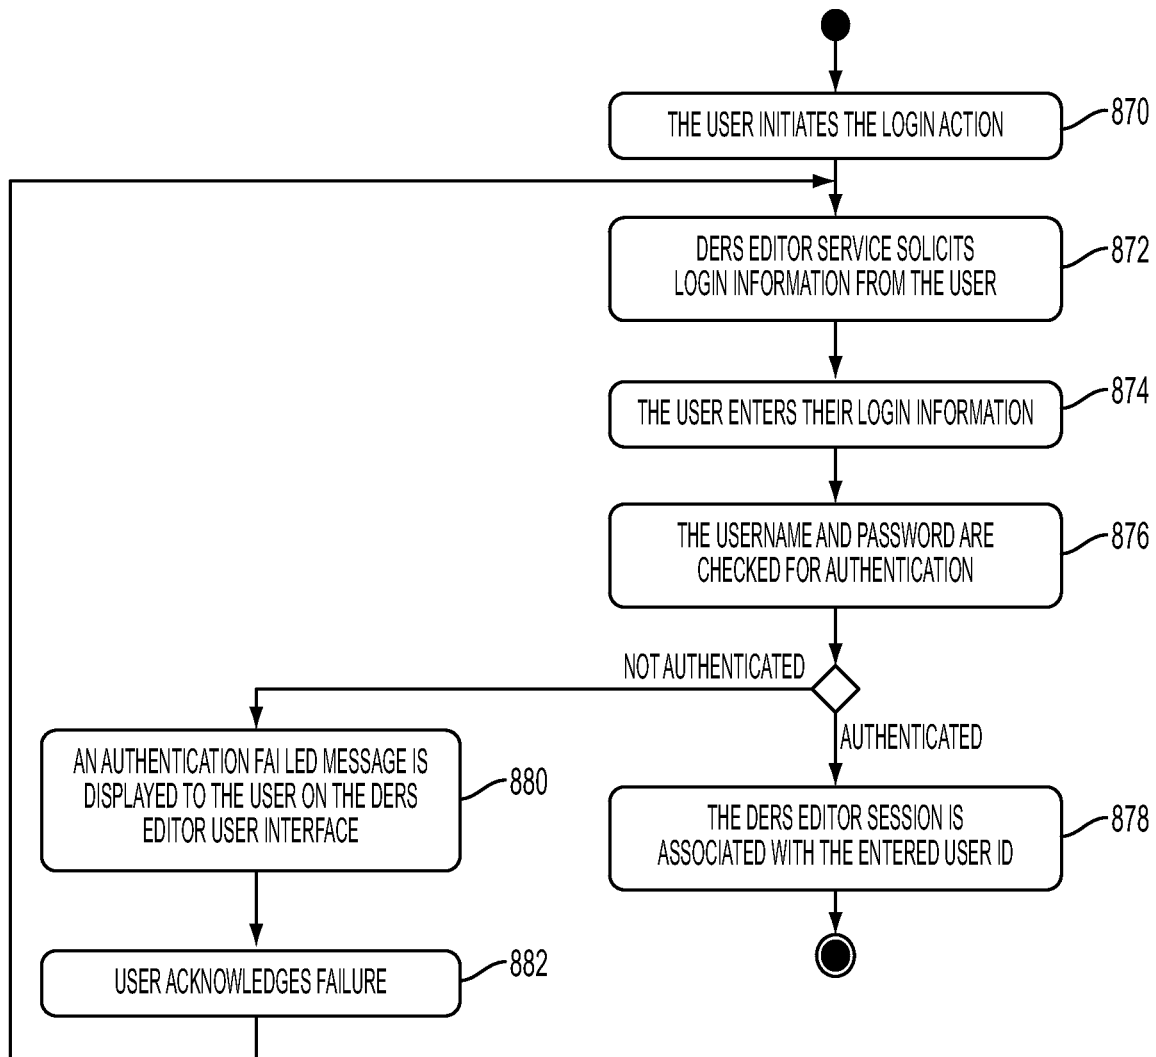 THE USER INITIATES THE LOGIN ACTION
870
DERS EDITOR SERVICE SOLICITS
LOGIN INFORMATION FROM THE USER
872
THE USER ENTERS THEIR LOGIN INFORMATION
874
THE USERNAME AND PASSWORD ARE
CHECKED FOR AUTHENTICATION
876
NOT AUTHENTICATED
AUTHENTICATED
AN AUTHENTICATION FAILED MESSAGE IS
DISPLAYED TO THE USER ON THE DERS
EDITOR USER INTERFACE
880
THE DERS EDITOR SESSION IS
ASSOCIATED WITH THE ENTERED USER ID
878
USER ACKNOWLEDGES FAILURE
882